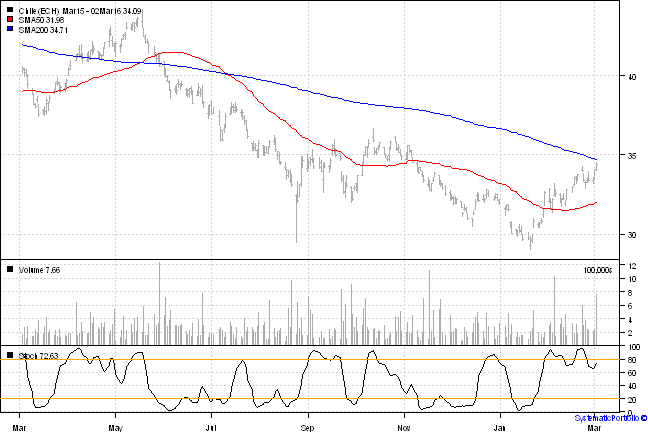 Chile (ECH) Mar15 - 02Mar16 34.09
SMA50 31.98
SMA200 34.71
40
35
30
Volume 7.66
100,000s
12
10
8
6
4
2
Stoch 72.63
100
80
60
40
20
0
Mar May Jul Sep Nov Jan Mar
SystematicPortfolio ©